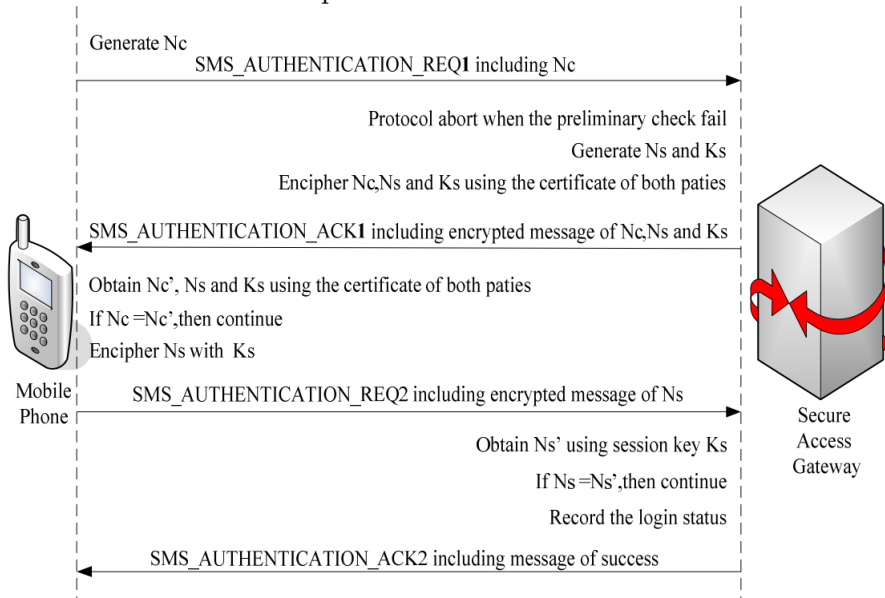 Generate Nc
SMS_AUTHENTICATION_REQ1 including Nc
Protocol abort when the preliminary check fail
Generate Ns and Ks
Encipher Nc,Ns and Ks using the certificate of both paties
SMS_AUTHENTICATION_ACK1 including encrypted message of Nc,Ns and Ks
Obtain Nc’, Ns and Ks using the certificate of both paties
If Nc =Nc’,then continue
Encipher Ns with Ks
Mobile
Phone
SMS_AUTHENTICATION_REQ2 including encrypted message of Ns
Secure
Access
Gateway
Obtain Ns’ using session key Ks
If Ns =Ns’,then continue
Record the login status
SMS_AUTHENTICATION_ACK2 including message of success